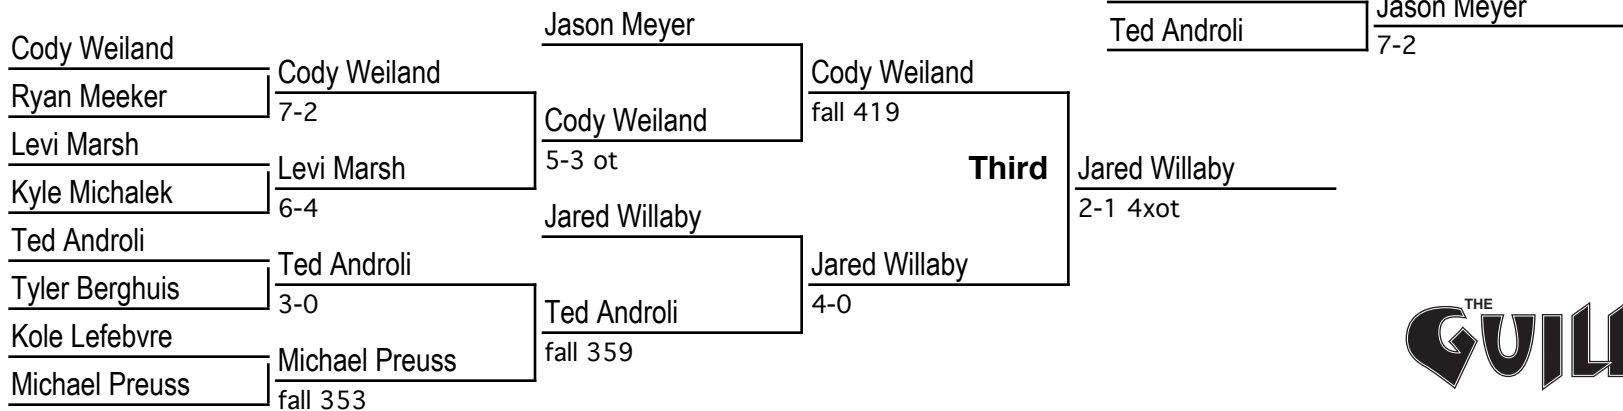 Cody Weiland
Ryan Meeker
Levi Marsh
Kyle Michalek
Ted Androli
Tyler Berghuis
Kole Lefebvre
Michael Preuss
Cody Weiland
7-2
Levi Marsh
6-4
Ted Androli
3-0
Michael Preuss
fall 353
Jason Meyer
Cody Weiland
5-3 ot
Jared Willaby
Ted Androli
fall 359
Cody Weiland
fall 419
Jared Willaby
4-0
Third
Jared Willaby
2-1 4xot
Ted Androli
Jason Meyer
7-2
THE